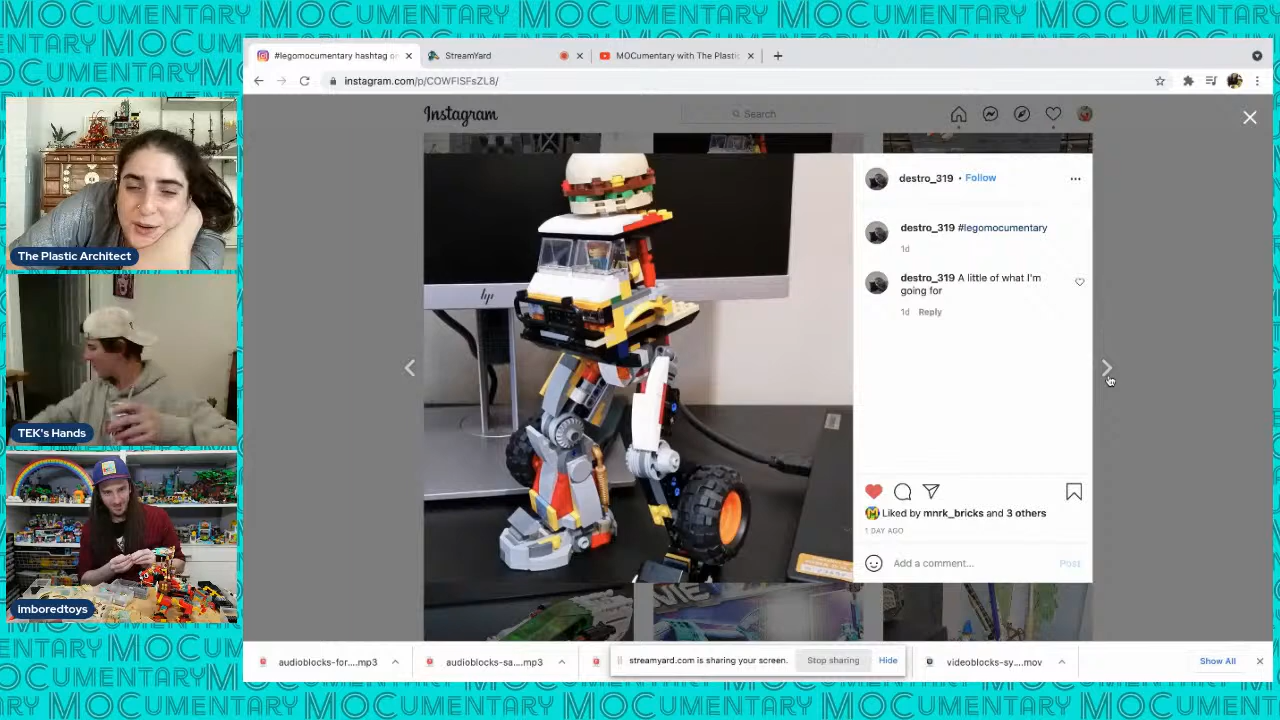 MOCUMENTARY
#legomocumentary hashtag o
StreamYard
MOCumentary with The Plasti
instagram.com/p/COWFlSFsZL8/
Instagram
Search
destro_319 • Follow
destro_319 #legomocumentary
1d
destro_319 A little of what I'm
going for
1d Reply
hp
Liked by mnrk_bricks and 3 others
1 DAY AGO
Add a comment...
Post
The Plastic Architect
TEK's Hands
imboredtoys
audioblocks-for....mp3
audioblocks-sa....mp3
streamyard.com is sharing your screen.
Stop sharing
Hide
videoblocks-sy....mov
Show All